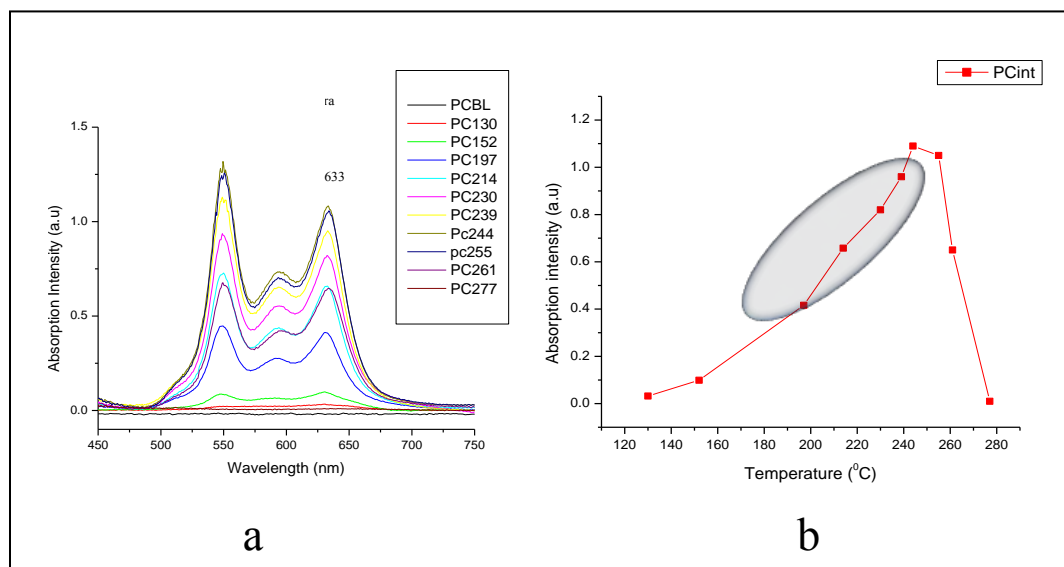 ra
633
PCBL
PC130
PC152
PC197
PC214
PC230
PC239
Pc244
pc255
PC261
PC277
1.5
1.0
0.5
0.0
450 500 550 600 650 700 750
Absorption Intensity (a.u)
Wavelength (nm)
a
PCint
1.2
1.0
0.8
0.6
0.4
0.2
0.0
120 140 160 180 200 220 240 260 280
Absorption intensity (a.u)
Temperature (⁰C)
b